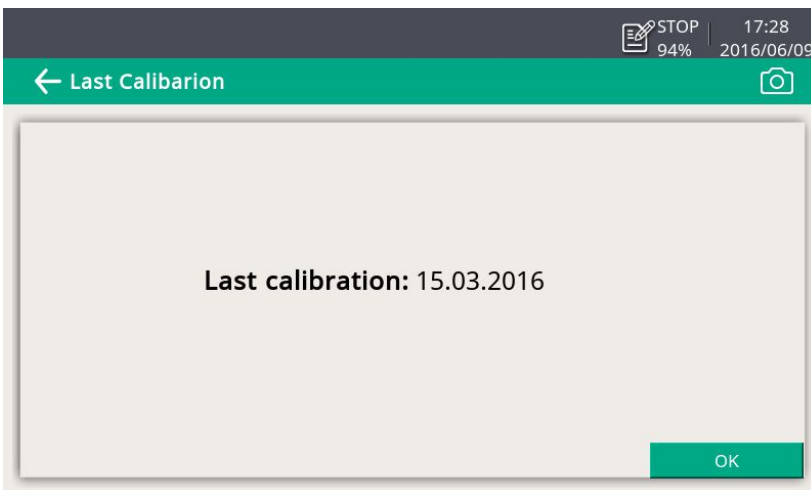 STOP 17:28
94% 2016/06/09
Last Calibarion
Last calibration: 15.03.2016
OK